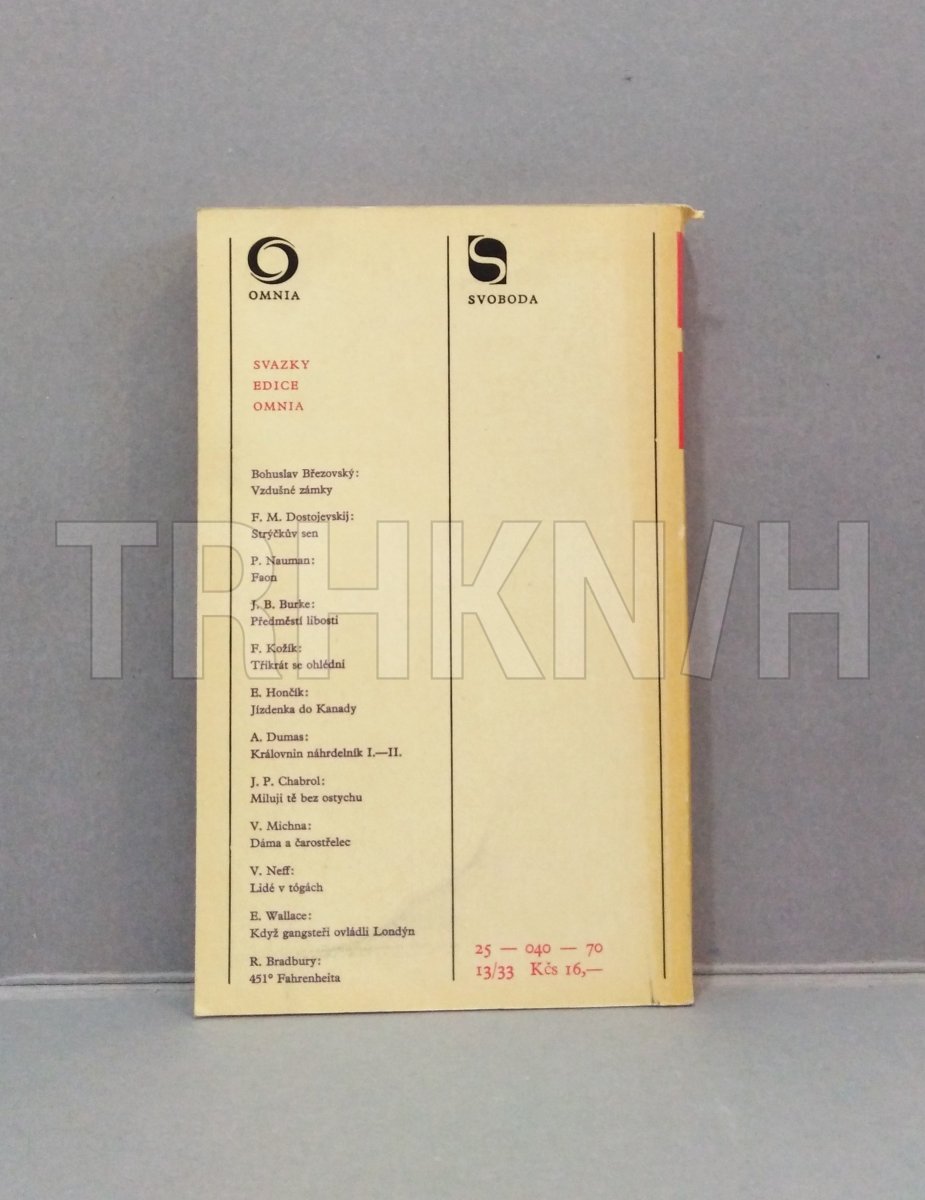 OMNIA
SVOBODA
SVAZKY
EDICE
OMNIA
Bohuslav Březovský:
Vzdušné zámky
F. M. Dostojevskij:
Strýčkův sen
P. Nauman:
Faon
J. B. Burke:
Předměstí libosti
F. Kožík:
Třikrát se ohlédni
E. Hončík:
Jízdenka do Kanady
A. Dumas:
Královnin náhrdelník I.—II.
J. P. Chabrol:
Miluji tě bez ostychu
V. Michna:
Dáma a čarostřelec
V. Neff:
Lidé v tógách
E. Wallace:
Když gangsteři ovládli Londýn
R. Bradbury:
451° Fahrenheita
25 — 040 — 70
13/33 Kčs 16,—
TRHKNIH